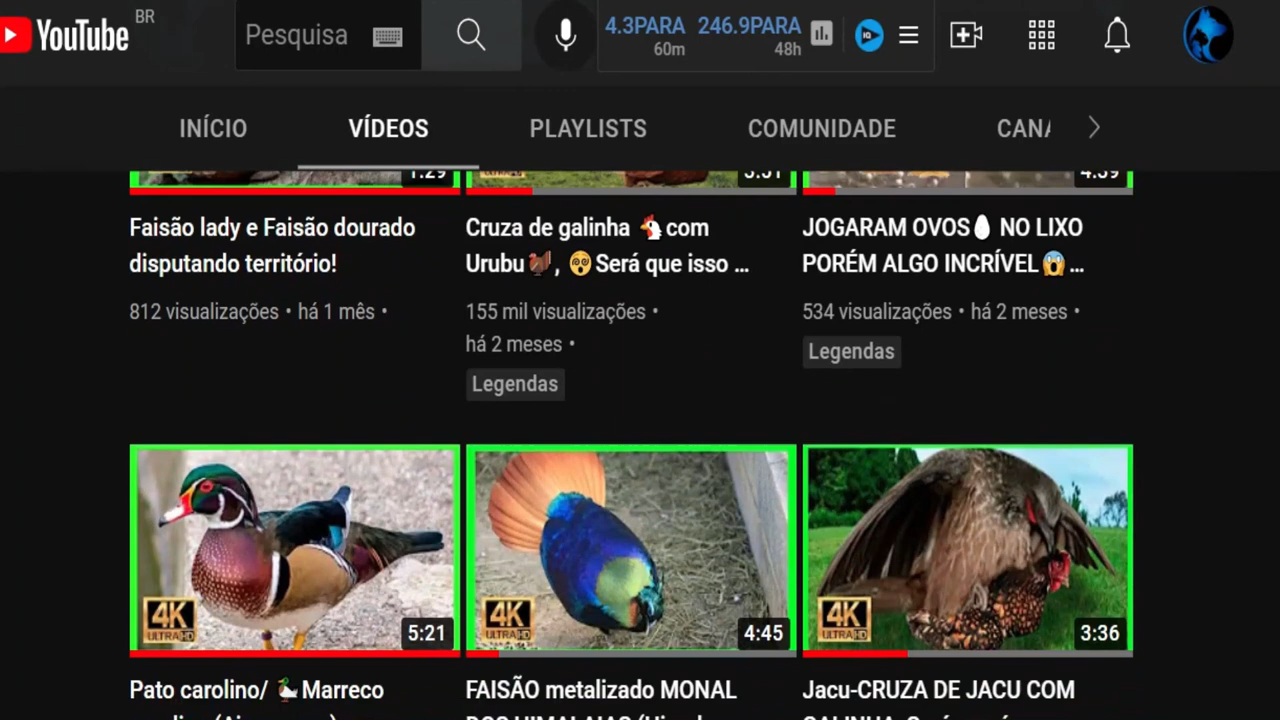 YouTube BR
Pesquisa
4.3PARA 246.9PARA
60m 48h
INÍCIO VÍDEOS PLAYLISTS COMUNIDADE
1:29 4:39
Faisão lady e Faisão dourado
disputando território!
812 visualizações • há 1 mês •
Cruza de galinha 🐔com
Urubu🦃, 😵‍💫Será que isso ...
155 mil visualizações •
há 2 meses •
Legendas
JOGARAM OVOS🥚 NO LIXO
PORÉM ALGO INCRÍVEL😱...
534 visualizações • há 2 meses •
Legendas
4K
ULTRA HD
5:21
4K
ULTRA HD
4:45
4K
ULTRA HD
3:36
Pato carolino/ 🦆Marreco
FAISÃO metalizado MONAL
Jacu-CRUZA DE JACU COM